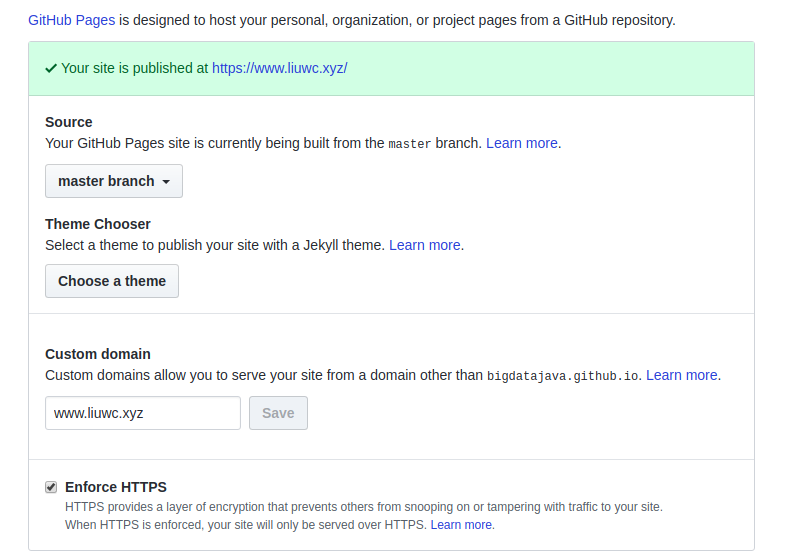 GitHub Pages is designed to host your personal, organization, or project pages from a GitHub repository.
Your site is published at https://www.liuwc.xyz/
Source
Your GitHub Pages site is currently being built from the master branch. Learn more.
master branch
Theme Chooser
Select a theme to publish your site with a Jekyll theme. Learn more.
Choose a theme
Custom domain
Custom domains allow you to serve your site from a domain other than bigdatajava.github.io. Learn more.
www.liuwc.xyz Save
Enforce HTTPS
HTTPS provides a layer of encryption that prevents others from snooping on or tampering with traffic to your site.
When HTTPS is enforced, your site will only be served over HTTPS. Learn more.